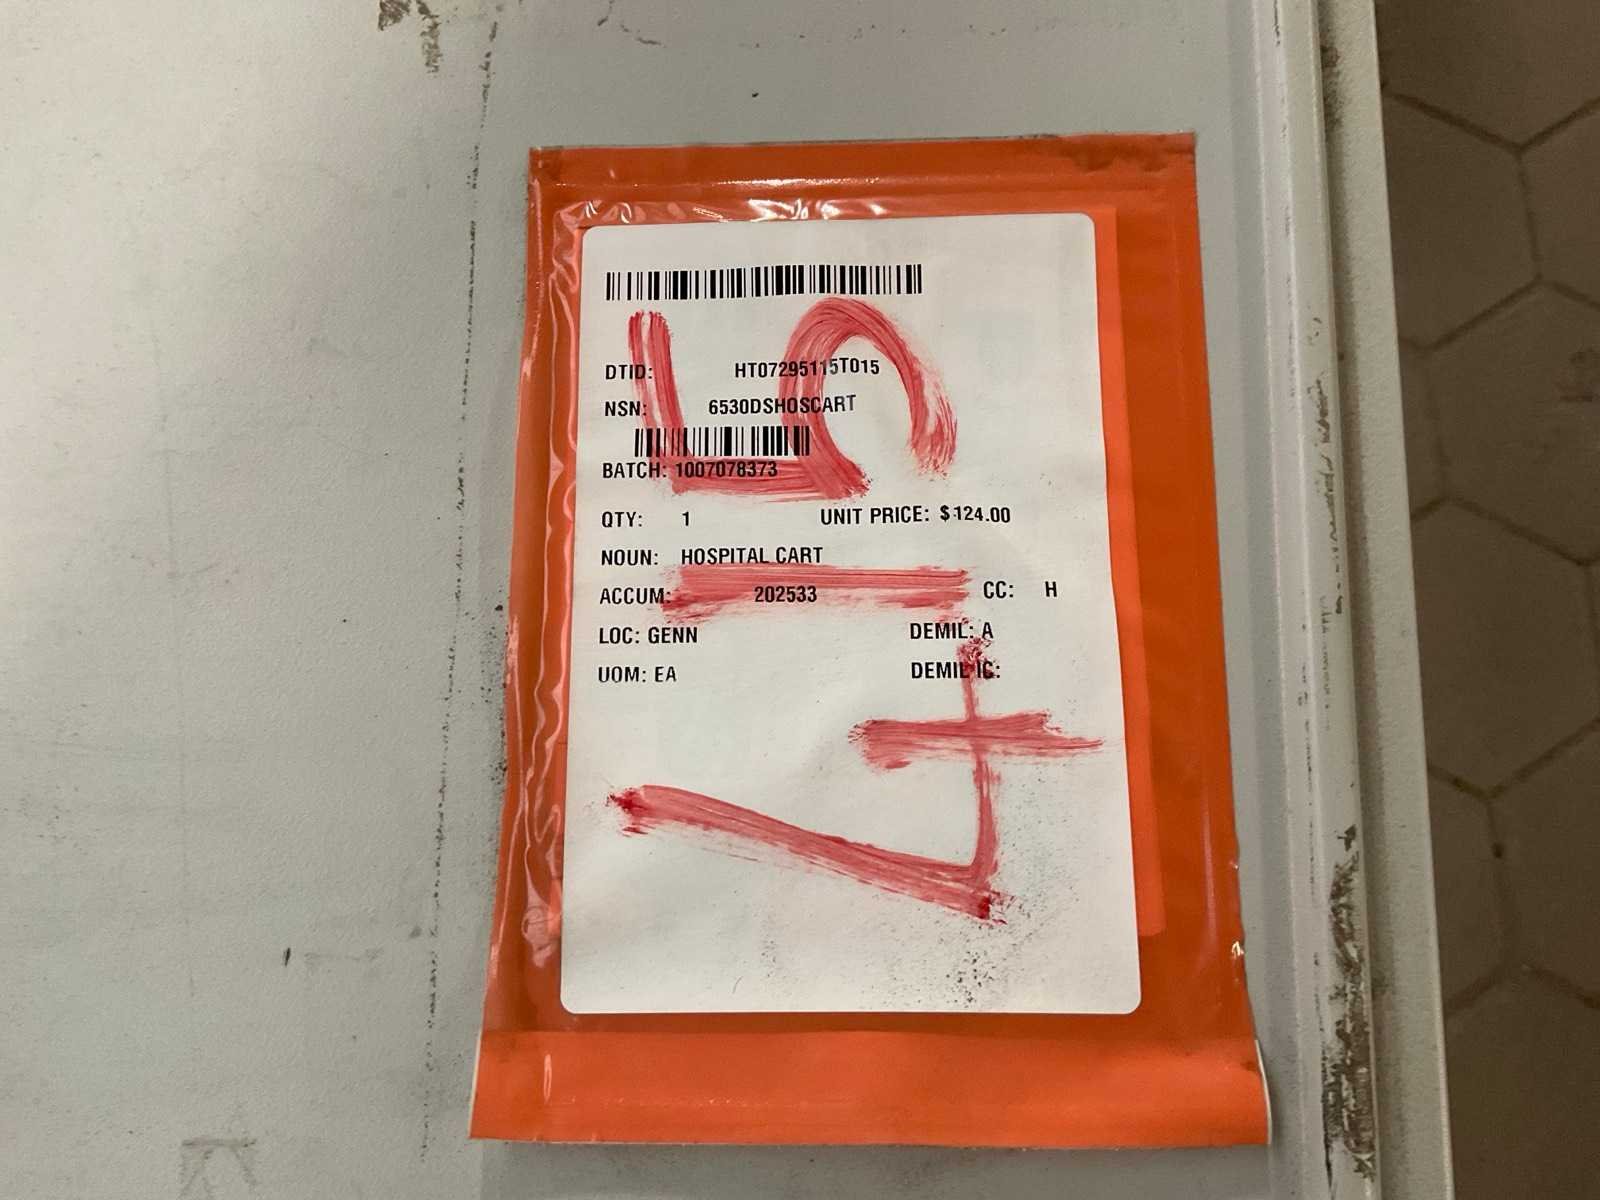 DTID: HT07295115T015
NSN: 6530DSHOSCART
BATCH: 1007078373
QTY: 1 UNIT PRICE: $124.00
NOUN: HOSPITAL CART
ACCUM: 202533 CC: H
LOC: GENN DEMIL: A
UOM: EA DEMIL IC:
415